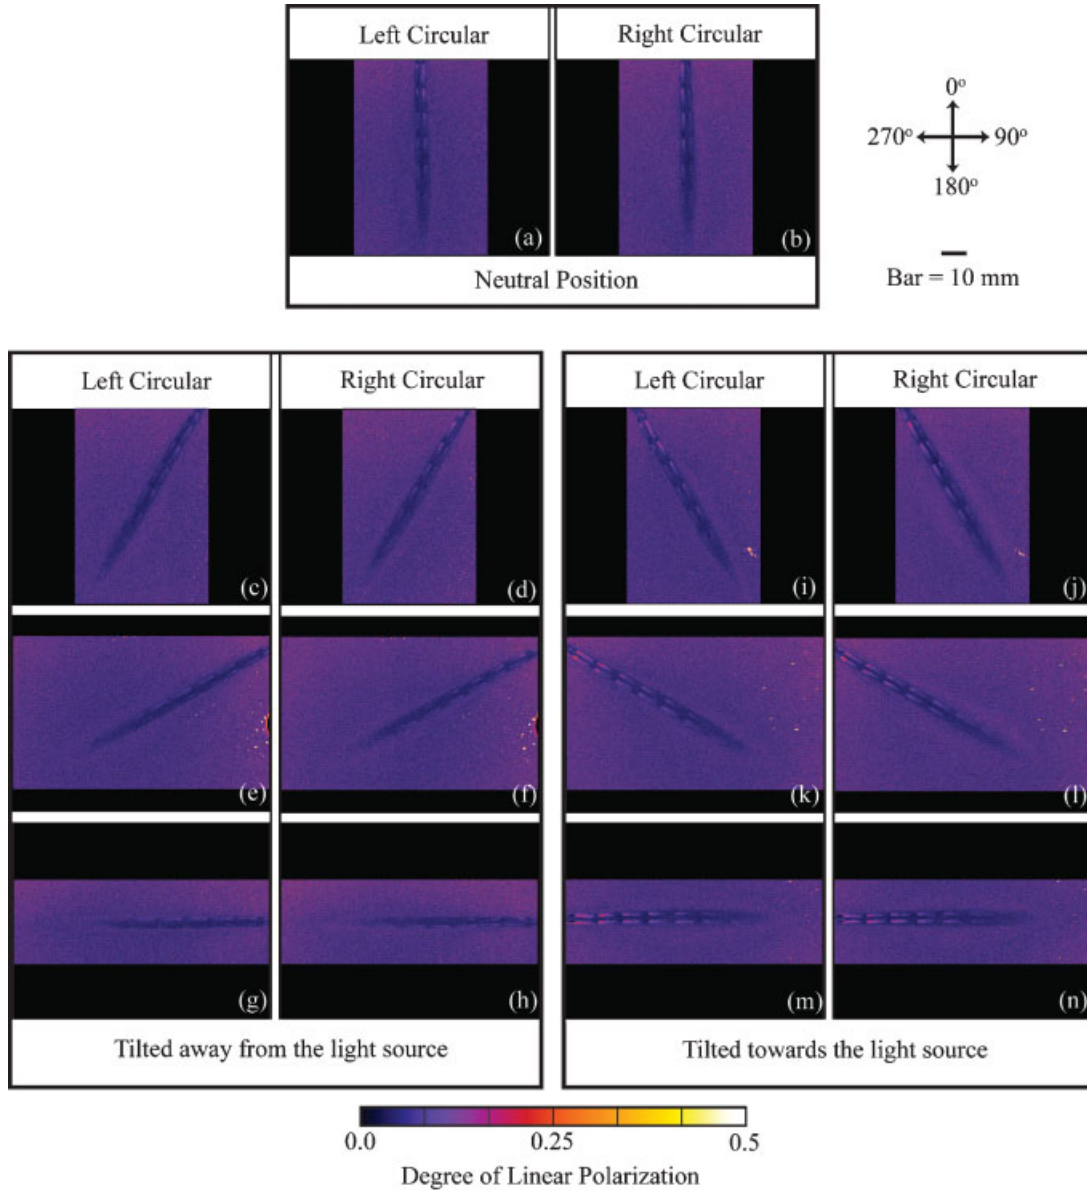 Left Circular
Right Circular
(a)
(b)
Neutral Position
0°
270°
90°
180°
Bar = 10 mm
Left Circular
Right Circular
(c)
(d)
(e)
(f)
(g)
(h)
Tilted away from the light source
Left Circular
Right Circular
(i)
(j)
(k)
(l)
(m)
(n)
Tilted towards the light source
0.0
0.25
0.5
Degree of Linear Polarization